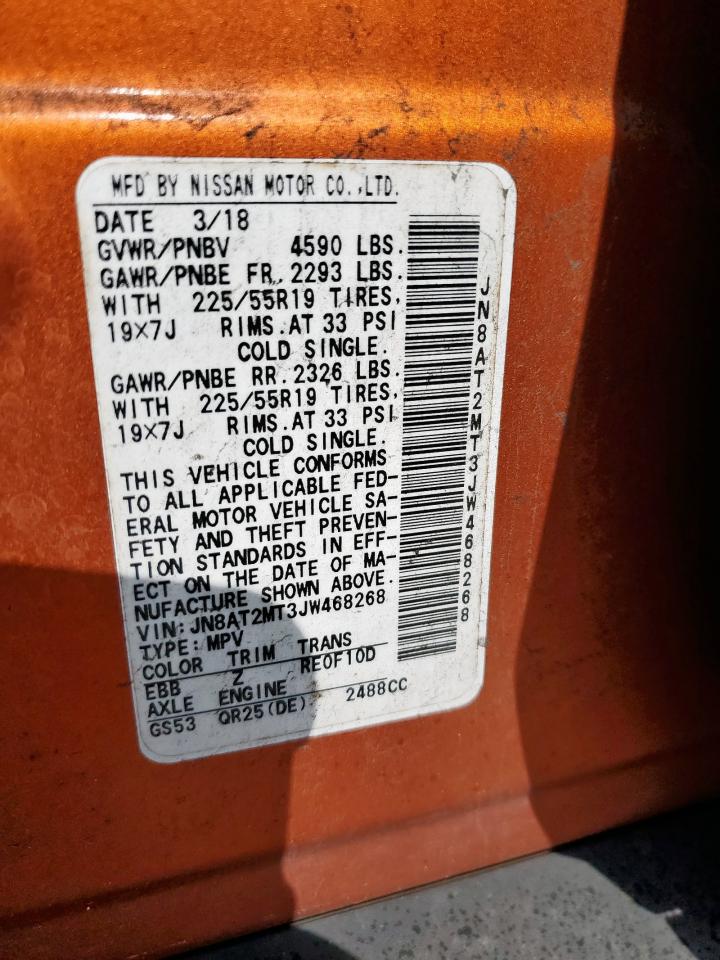 MFD BY NISSAN MOTOR CO.,LTD.
DATE 3/18
GVWR/PNBV 4590 LBS.
GAWR/PNBE FR.2293 LBS.
WITH 225/55R19 TIRES,
19X7J RIMS.AT 33 PSI
COLD SINGLE.
GAWR/PNBE RR.2326 LBS.
WITH 225/55R19 TIRES,
19X7J RIMS.AT 33 PSI
COLD SINGLE.
THIS VEHICLE CONFORMS
TO ALL APPLICABLE FED-
ERAL MOTOR VEHICLE SA-
FETY AND THEFT PREVEN-
TION STANDARDS IN EFF-
ECT ON THE DATE OF MA-
NUFACTURE SHOWN ABOVE.
VIN:JN8AT2MT3JW468268
TYPE:MPV
COLOR TRIM TRANS
EBB Z RE0F10D
AXLE ENGINE
GS53 QR25(DE) 2488CC
JN8AT2MT3JW468268